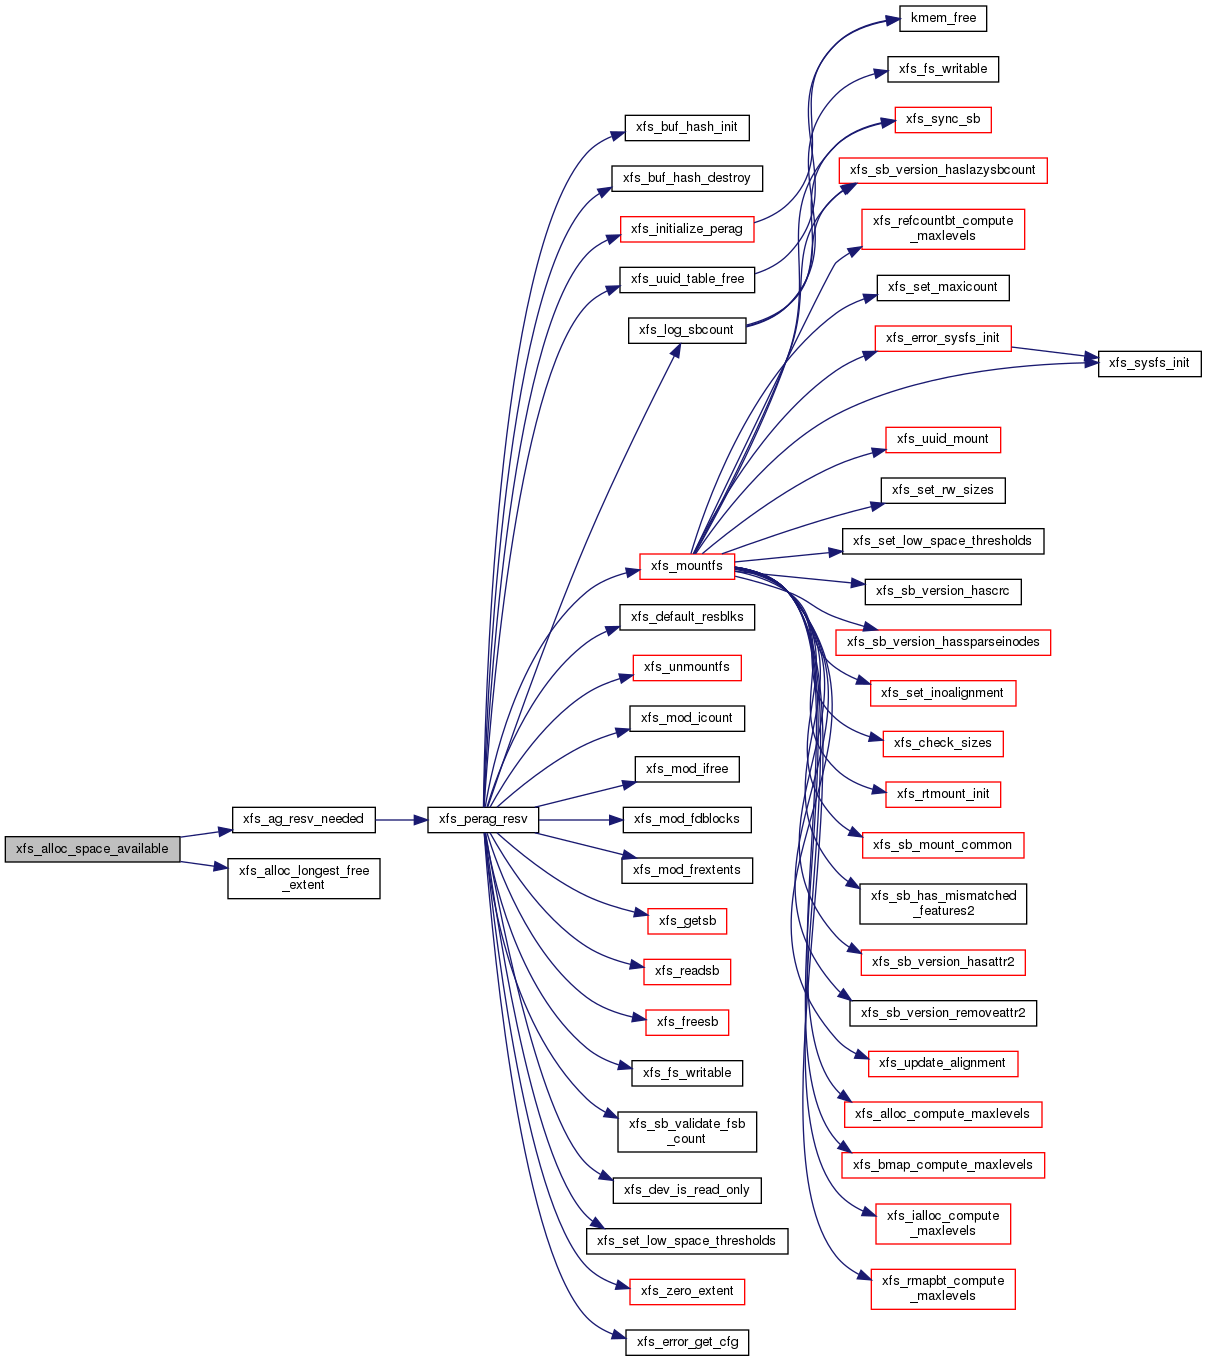 kmem_free
xfs_fs_writable
xfs_buf_hash_init
xfs_sync_sb
xfs_buf_hash_destroy
xfs_sb_version_haslazysbcount
xfs_initialize_perag
xfs_refcountbt_compute
_maxlevels
xfs_uuid_table_free
xfs_set_maxicount
xfs_log_sbcount
xfs_error_sysfs_init
xfs_sysfs_init
xfs_uuid_mount
xfs_set_rw_sizes
xfs_set_low_space_thresholds
xfs_mountfs
xfs_sb_version_hascrc
xfs_default_resblks
xfs_sb_version_hassparseinodes
xfs_unmountfs
xfs_set_inoalignment
xfs_mod_icount
xfs_check_sizes
xfs_mod_ifree
xfs_rtmount_init
xfs_ag_resv_needed
xfs_perag_resv
xfs_mod_fdblocks
xfs_sb_mount_common
xfs_alloc_space_available
xfs_alloc_longest_free
_extent
xfs_mod_frextents
xfs_sb_has_mismatched
_features2
xfs_getsb
xfs_sb_version_hasattr2
xfs_readsb
xfs_sb_version_removeattr2
xfs_freesb
xfs_update_alignment
xfs_fs_writable
xfs_alloc_compute_maxlevels
xfs_sb_validate_fsb
_count
xfs_bmap_compute_maxlevels
xfs_dev_is_read_only
xfs_ialloc_compute
_maxlevels
xfs_set_low_space_thresholds
xfs_rmapbt_compute
_maxlevels
xfs_zero_extent
xfs_error_get_cfg